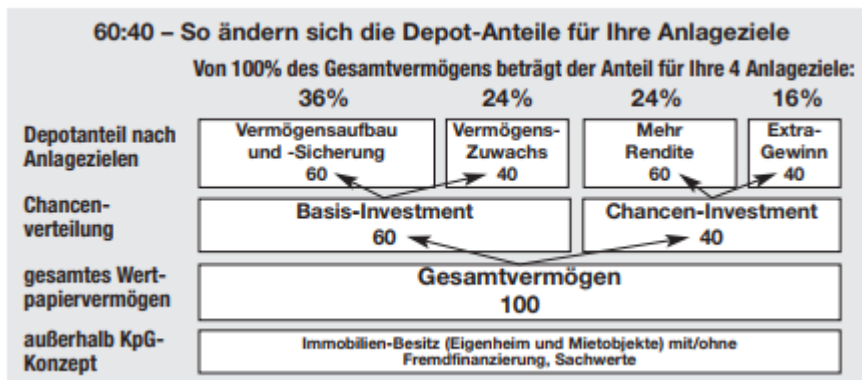 60:40 – So ändern sich die Depot-Anteile für Ihre Anlageziele
Von 100% des Gesamtvermögens beträgt der Anteil für Ihre 4 Anlageziele:
36% 24% 24% 16%
Depotanteil nach
Anlagezielen
Vermögensaufbau
und -Sicherung
60
Vermögens-
Zuwachs
40
Mehr
Rendite
60
Extra-
Gewinn
40
Chancen-
verteilung
Basis-Investment
60
Chancen-Investment
40
gesamtes Wert-
papiervermögen
Gesamtvermögen
100
außerhalb KpG-
Konzept
Immobilien-Besitz (Eigenheim und Mietobjekte) mit/ohne
Fremdfinanzierung, Sachwerte